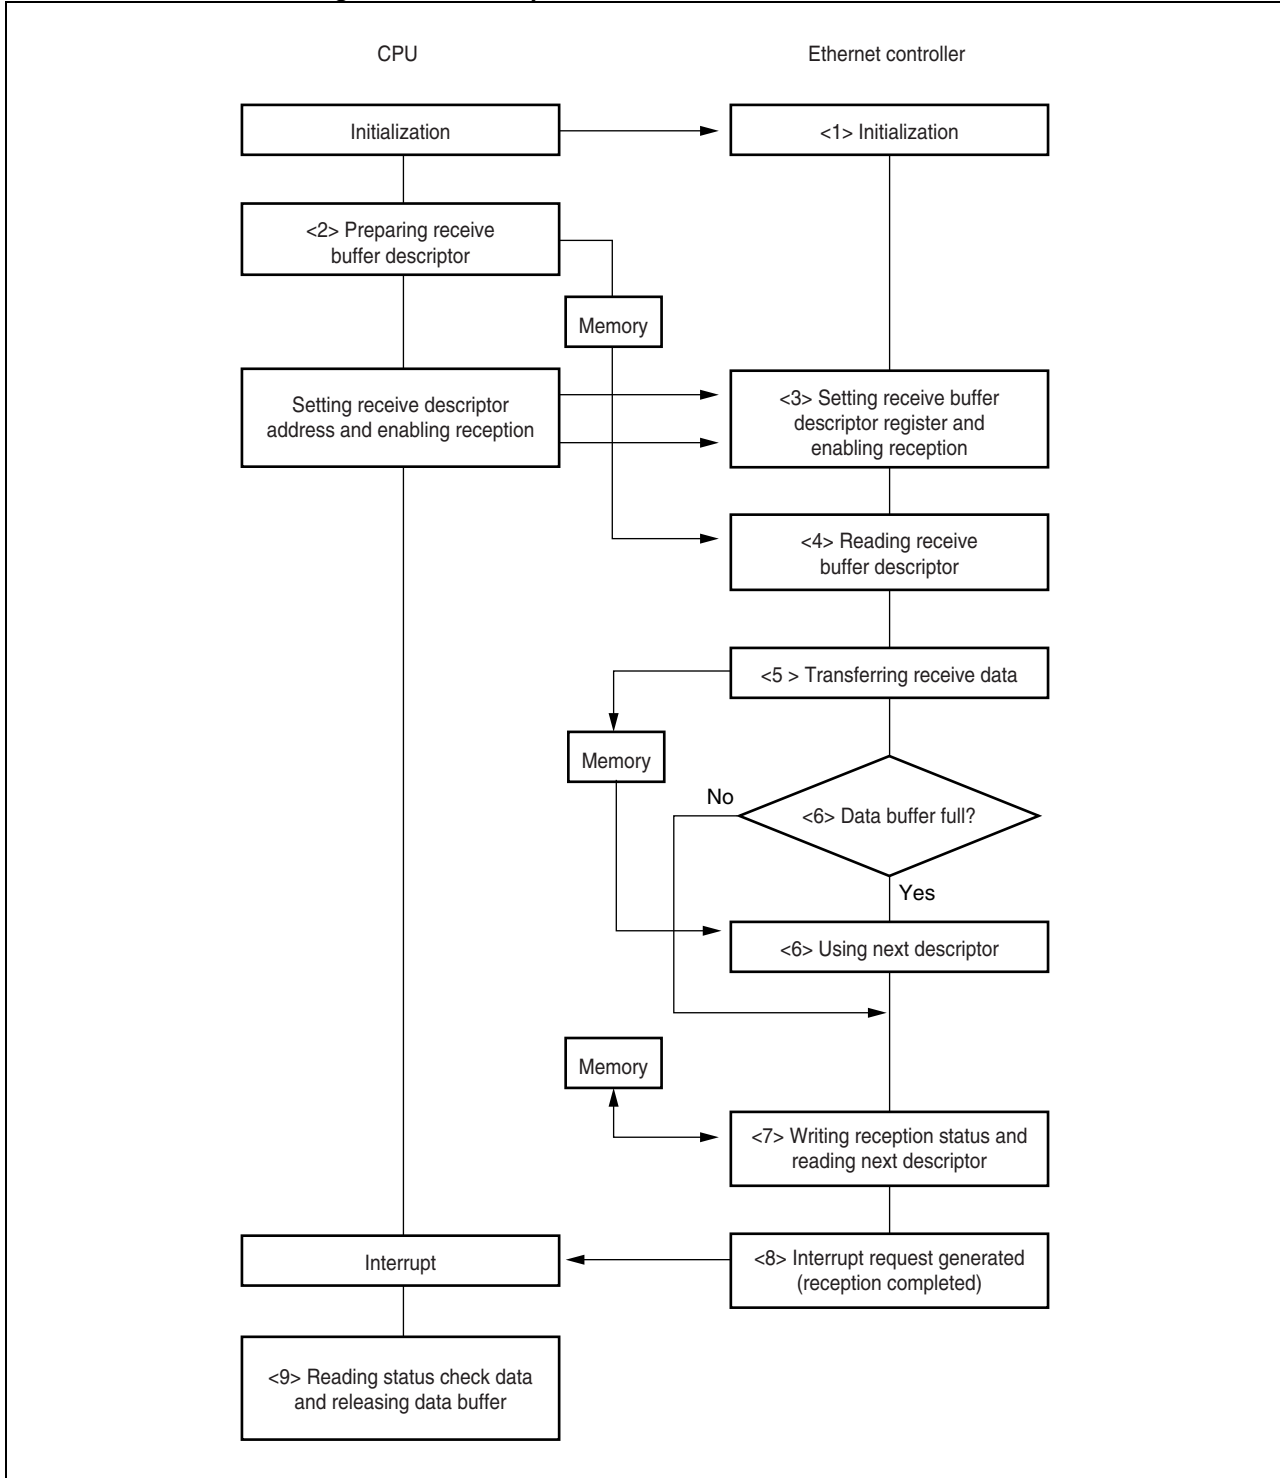 CPU
Ethernet controller
Initialization
<1> Initialization
<2> Preparing receive
buffer descriptor
Memory
Setting receive descriptor
address and enabling reception
<3> Setting receive buffer
descriptor register and
enabling reception
<4> Reading receive
buffer descriptor
<5 > Transferring receive data
Memory
No
<6> Data buffer full?
Yes
<6> Using next descriptor
Memory
<7> Writing reception status and
reading next descriptor
Interrupt
<8> Interrupt request generated
(reception completed)
<9> Reading status check data
and releasing data buffer